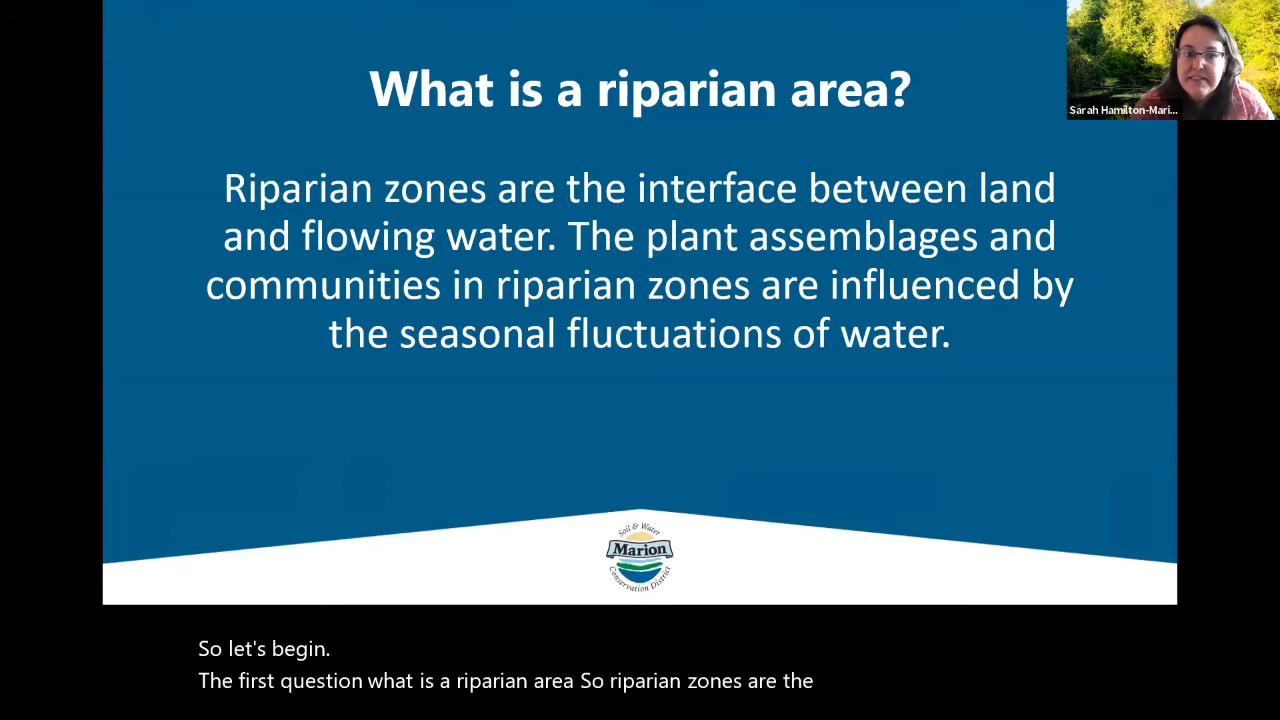 What is a riparian area?
Sarah Hamilton-Mari...
Riparian zones are the interface between land
and flowing water. The plant assemblages and
communities in riparian zones are influenced by
the seasonal fluctuations of water.
Soil & Water
Marion
Conservation District
So let's begin.
The first question what is a riparian area So riparian zones are the